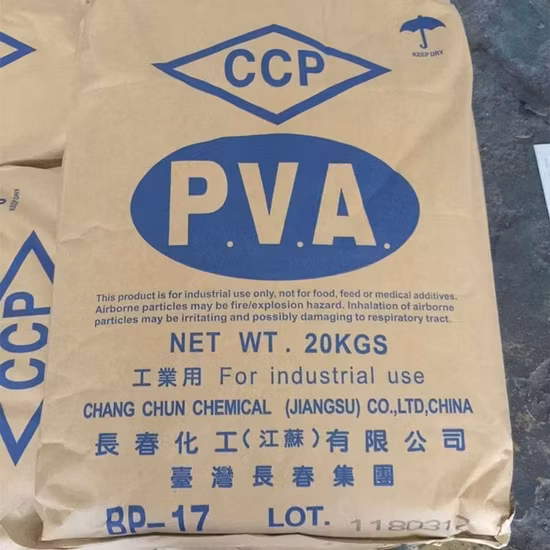 CCP
KEEP DRY
P.V.A.
This product is for industrial use only, not for food, feed or medical additives.
Airborne particles may be fire/explosion hazard. Inhalation of airborne
particles may be irritating and possibly damaging to respiratory tract.
NET WT. 20KGS
工業用 For industrial use
CHANG CHUN CHEMICAL (JIANGSU) CO.,LTD,CHINA
長春化工(江蘇)有限公司
臺灣長春集團
BP-17 LOT.
KEEP DRY
CCP